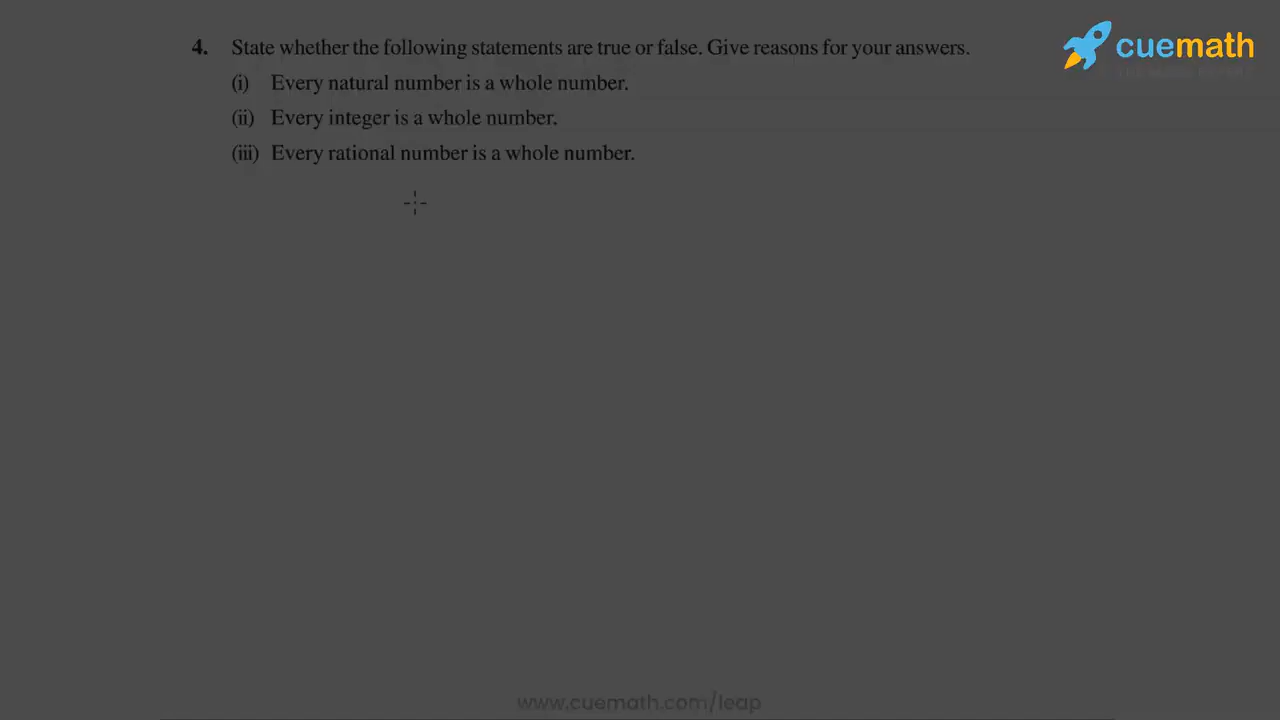 4. State whether the following statements are true or false. Give reasons for your answers.
(i) Every natural number is a whole number.
(ii) Every integer is a whole number.
(iii) Every rational number is a whole number.
cuemath
www.cuemath.com/leap